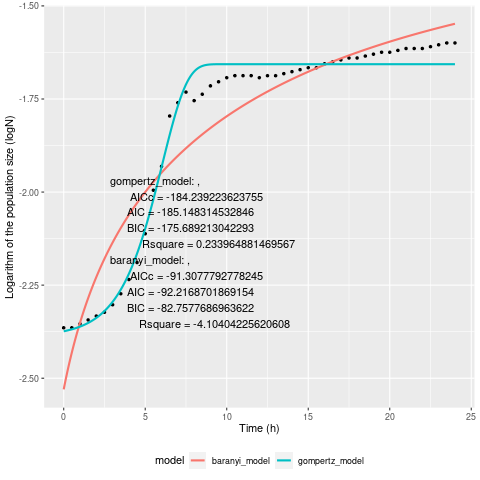 -1.50
-1.75
-2.00
-2.25
-2.50
Logarithm of the population size (logN)
gompertz_model: ,
AICc = -184.239223623755
AIC = -185.148314532846
BIC = -175.689213042293
Rsquare = 0.233964881469567
baranyi_model: ,
AICc = -91.3077792778245
AIC = -92.2168701869154
BIC = -82.7577686963622
Rsquare = -4.10404225620608
0 5 10 15 20 25
Time (h)
model baranyi_model gompertz_model